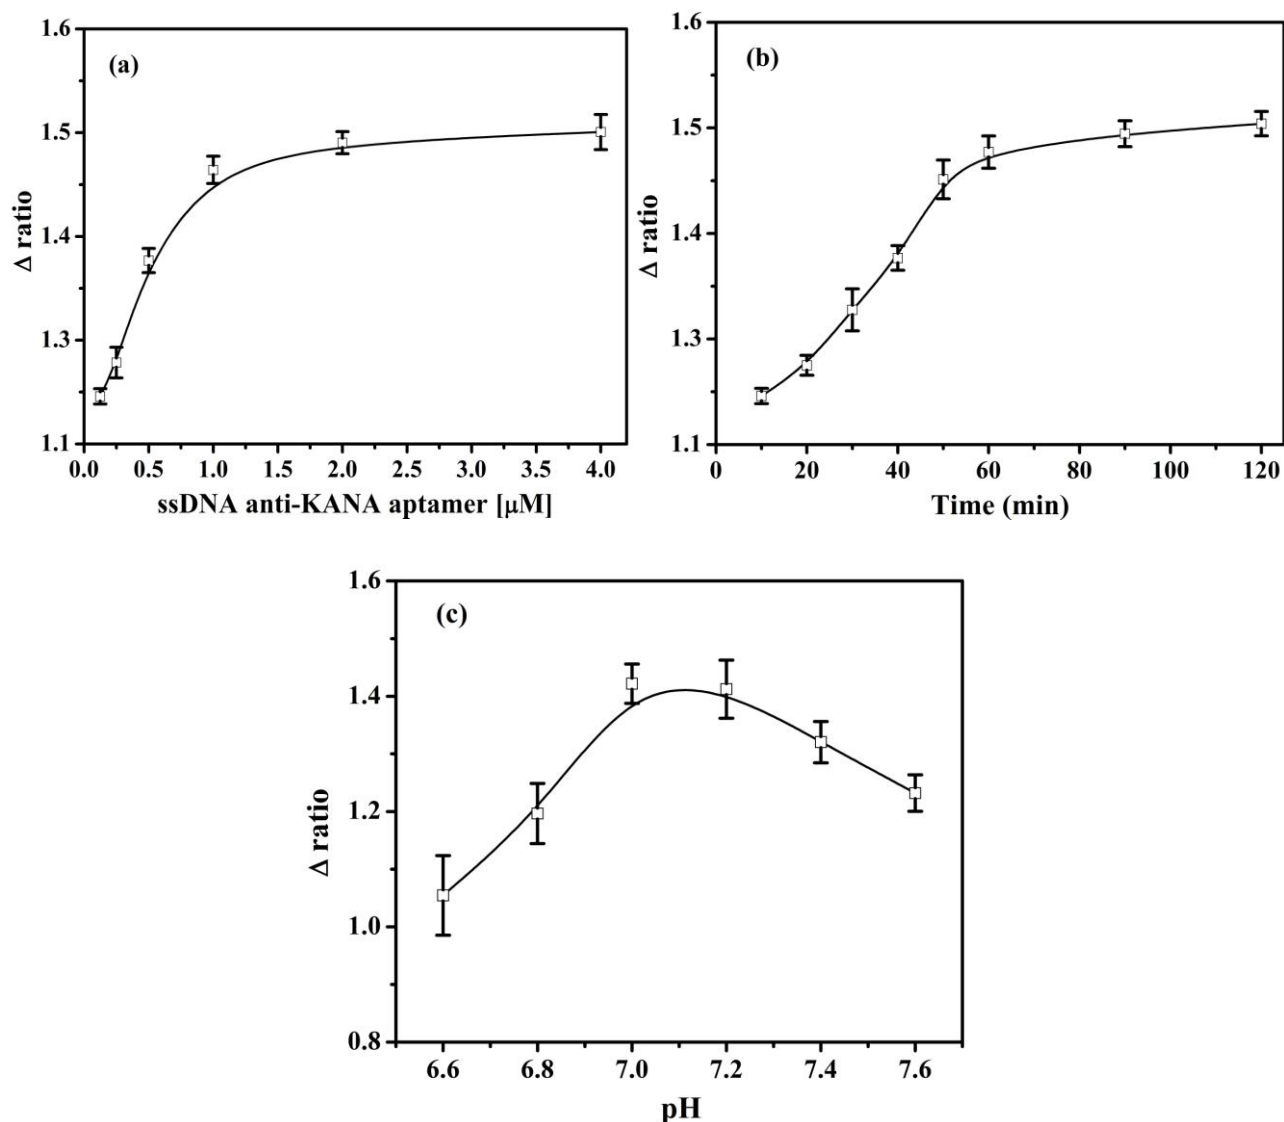 (a)
1.6
1.5
1.4
1.3
1.1
Δ ratio
0.0 0.5 1.0 1.5 2.0 2.5 3.0 3.5 4.0
ssDNA anti-KANA aptamer [μM]
(b)
1.6
1.5
1.4
1.3
1.1
Δ ratio
0 20 40 60 80 100 120
Time (min)
(c)
1.6
1.4
1.2
1.0
0.8
Δ ratio
6.6 6.8 7.0 7.2 7.4 7.6
pH